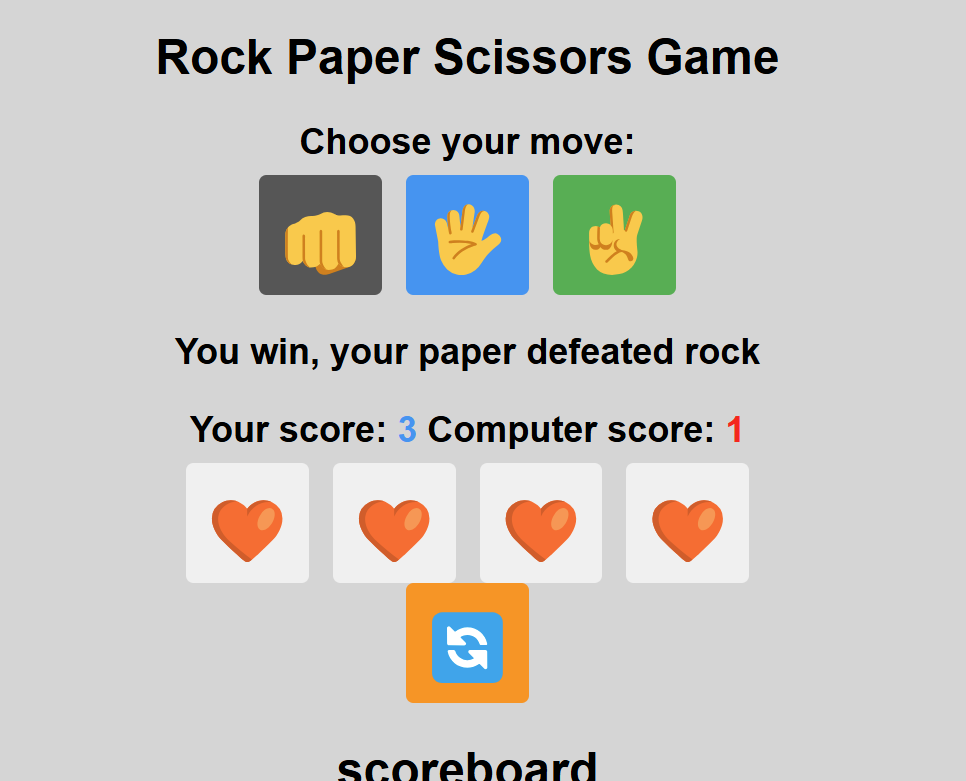 Rock Paper Scissors Game
Choose your move:
You win, your paper defeated rock
Your score: 3 Computer score: 1
scoreboard